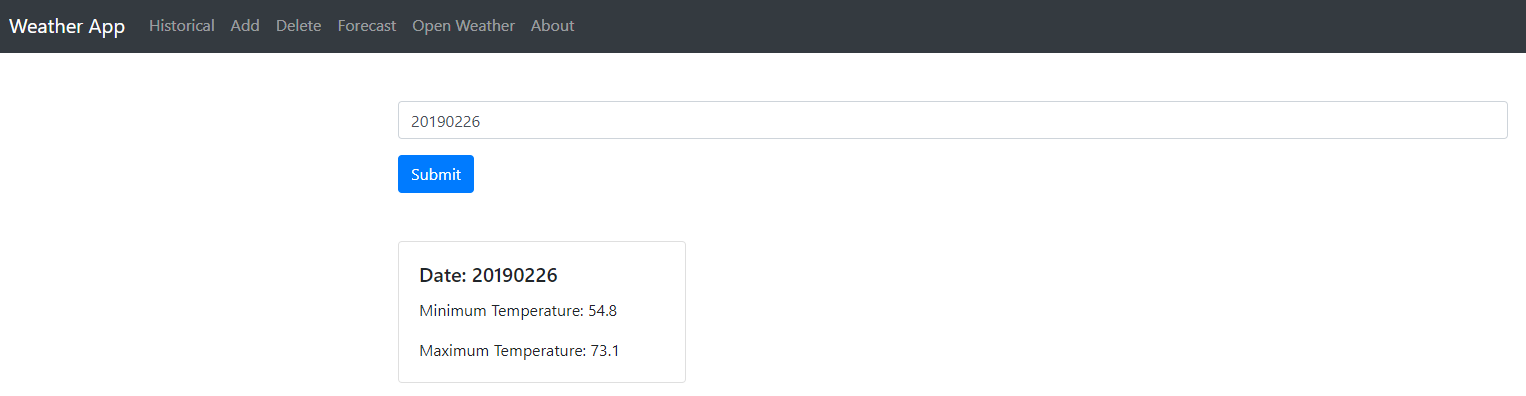 Weather App Historical Add Delete Forecast Open Weather About
20190226
Submit
Date: 20190226
Minimum Temperature: 54.8
Maximum Temperature: 73.1